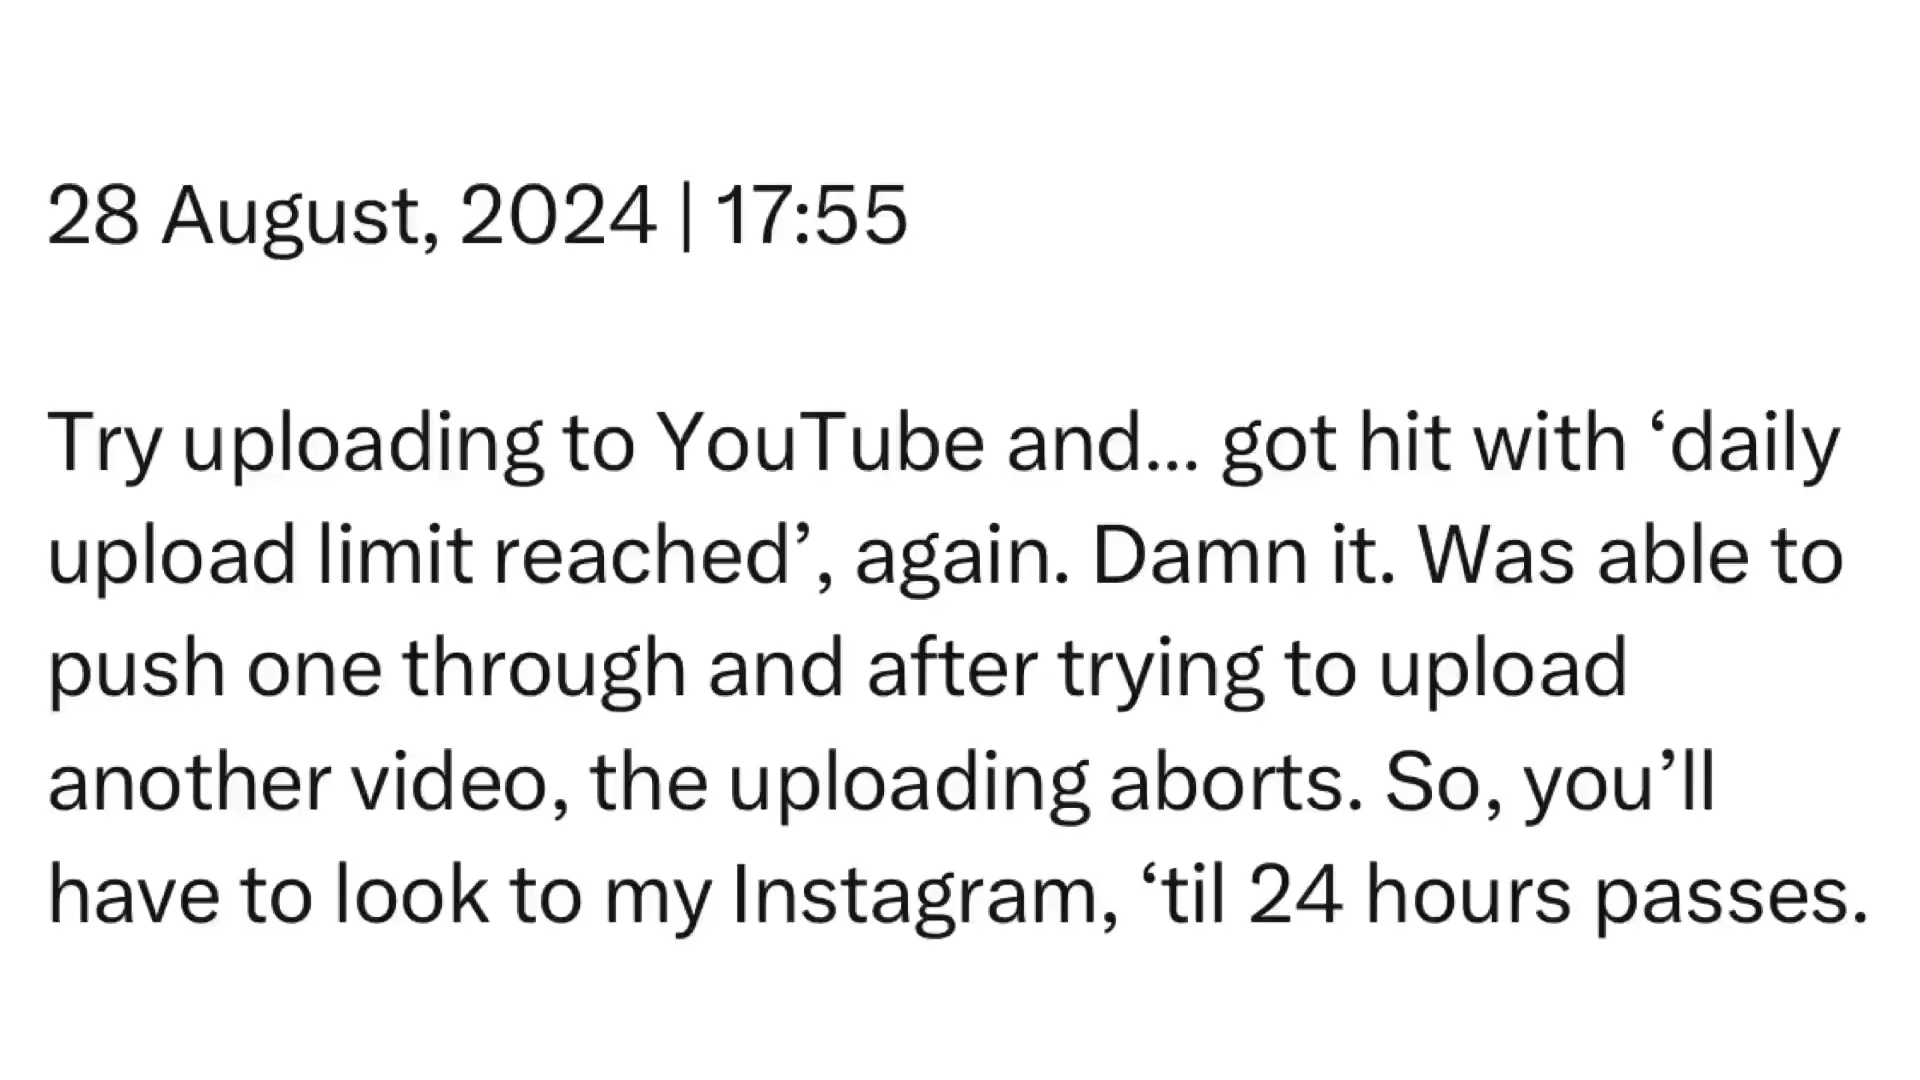 28 August, 2024 | 17:55
Try uploading to YouTube and... got hit with ‘daily
upload limit reached’, again. Damn it. Was able to
push one through and after trying to upload
another video, the uploading aborts. So, you’ll
have to look to my Instagram, ‘til 24 hours passes.